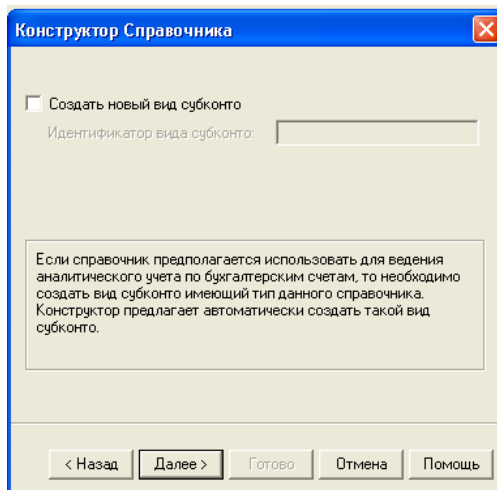 Конструктор Справочника
Создать новый вид субконто
Идентификатор вида субконто:
Если справочник предполагается использовать для ведения
аналитического учета по бухгалтерским счетам, то необходимо
создать вид субконто имеющий тип данного справочника.
Конструктор предлагает автоматически создать такой вид
субконто.
< Назад Далее > Готово Отмена Помощь